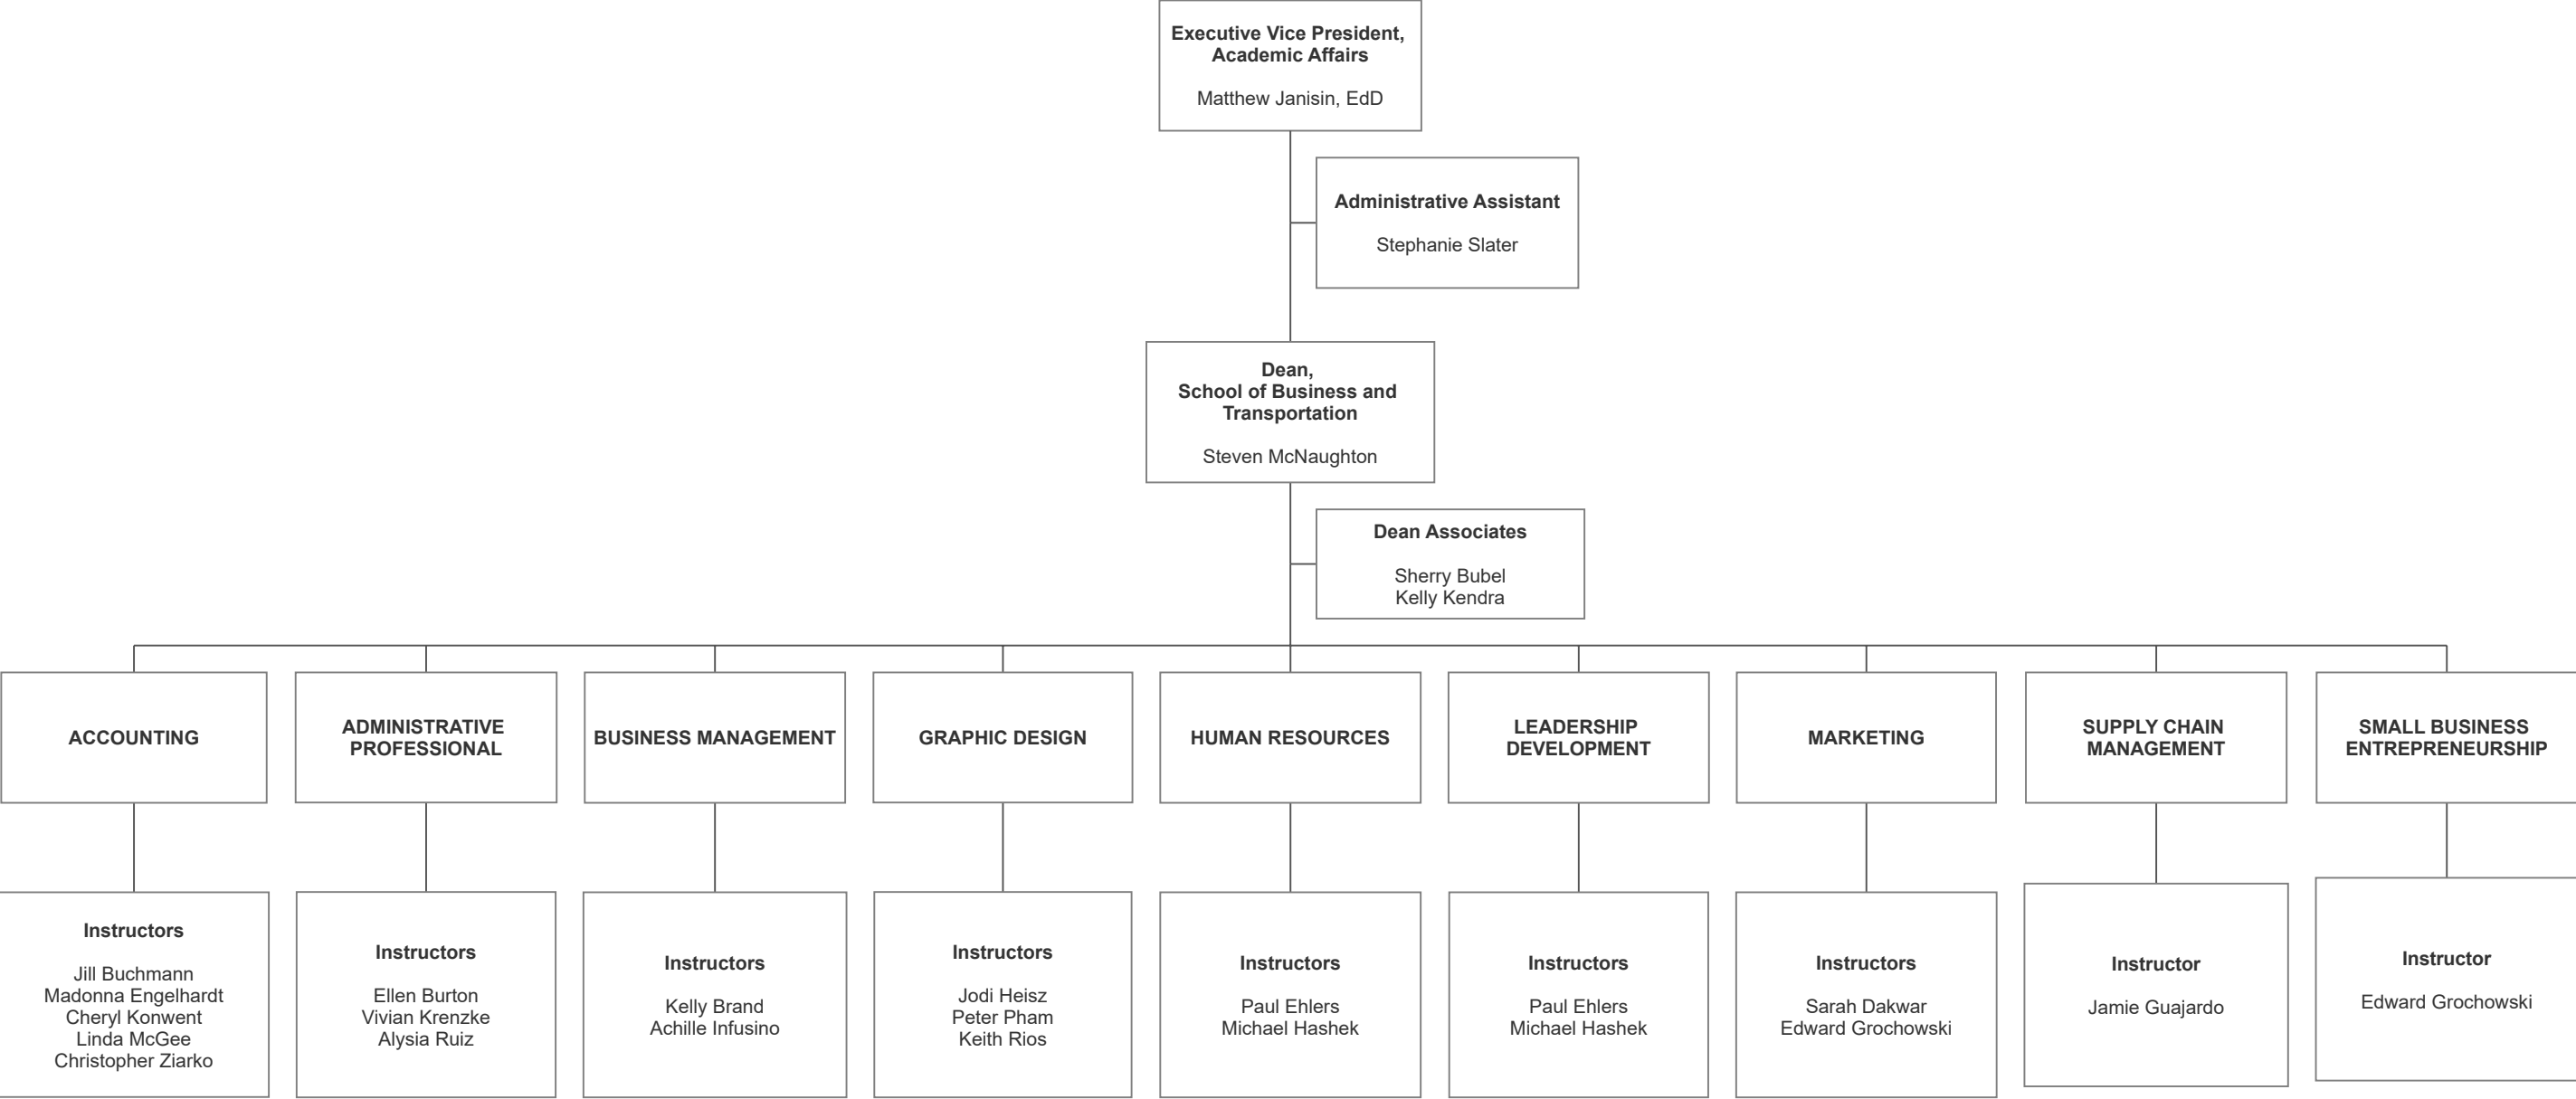 Executive Vice President,
Academic Affairs
Matthew Janisin, EdD
Administrative Assistant
Stephanie Slater
Dean,
School of Business and
Transportation
Steven McNaughton
Dean Associates
Sherry Bubel
Kelly Kendra
ACCOUNTING
ADMINISTRATIVE
PROFESSIONAL
BUSINESS MANAGEMENT
GRAPHIC DESIGN
HUMAN RESOURCES
LEADERSHIP
DEVELOPMENT
MARKETING
SUPPLY CHAIN
MANAGEMENT
SMALL BUSINESS
ENTREPRENEURSHIP
Instructors
Jill Buchmann
Madonna Engelhardt
Cheryl Konwent
Linda McGee
Christopher Ziarko
Instructors
Ellen Burton
Vivian Krenzke
Alysia Ruiz
Instructors
Kelly Brand
Achille Infusino
Instructors
Jodi Heisz
Peter Pham
Keith Rios
Instructors
Paul Ehlers
Michael Hashek
Instructors
Paul Ehlers
Michael Hashek
Instructors
Sarah Dakwar
Edward Grochowski
Instructor
Jamie Guajardo
Instructor
Edward Grochowski